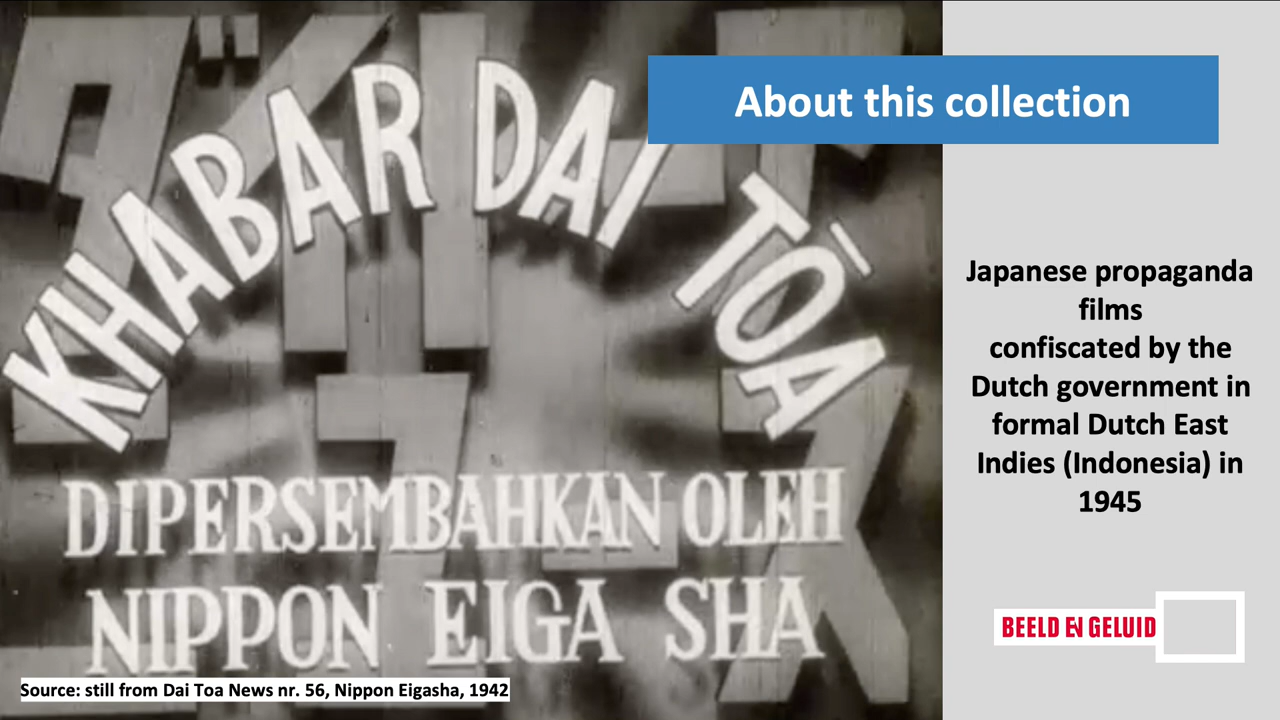 KHABAR DAI TŌA
DIPERSEMBAHKAN OLEH
NIPPON EIGA SHA
Source: still from Dai Toa News nr. 56, Nippon Eigasha, 1942
About this collection
Japanese propaganda
films
confiscated by the
Dutch government in
formal Dutch East
Indies (Indonesia) in
1945
BEELD EN GELUID